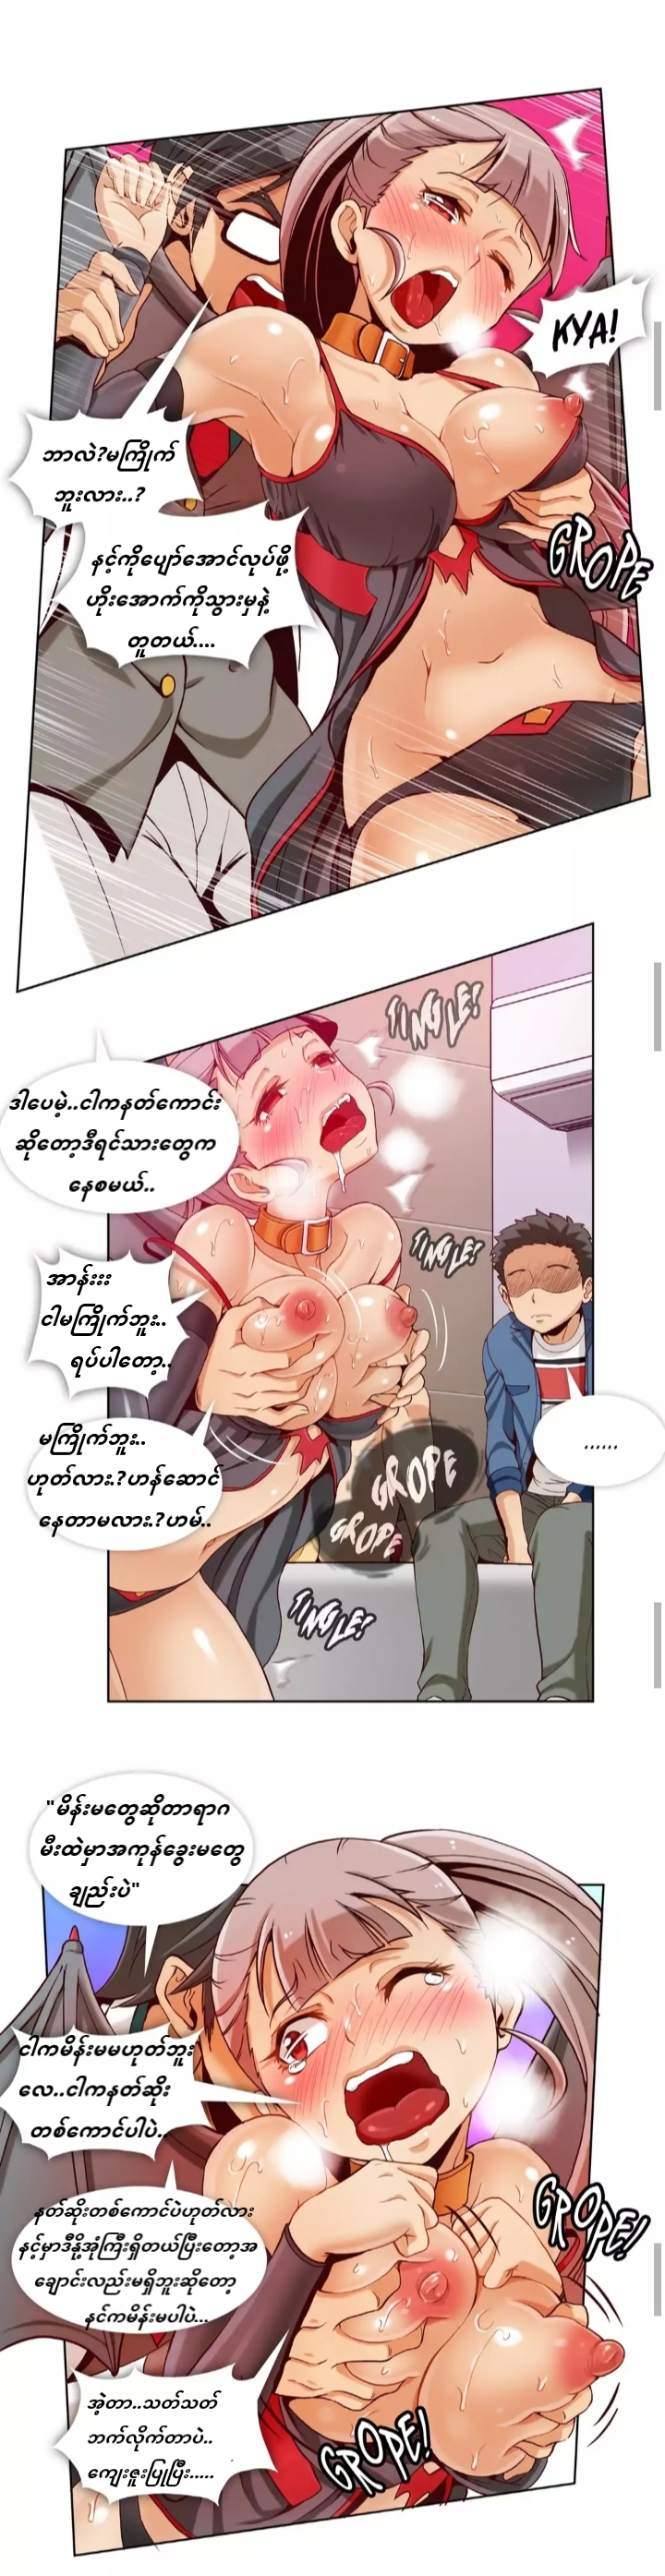 KYA!
ဘာလဲ?မကြိုက်
ဘူးလား..?
GROPE
နင့်ကိုပျော်အောင်လုပ်ဖို့
ဟိုးအောက်ကိုသွားမှနဲ့
တူတယ်....
TINGLE!
ဒါပေမဲ့..ငါကနတ်ကောင်း
ဆိုတော့ဒီရင်သားတွေက
နေစမယ်..
TINGLE!
အာန်းးး
ငါမကြိုက်ဘူး..
ရပ်ပါတော့..
မကြိုက်ဘူး..
ဟုတ်လား.?ဟန်ဆောင်
နေတာမလား.?ဟမ်..
......
GROPE
GROPE
TINGLE!
"မိန်းမတွေဆိုတာရာဂ
မီးထဲမှာအကုန်ခွေးမတွေ
ချည်းပဲ"
ငါကမိန်းမမဟုတ်ဘူး
လေ..ငါကနတ်ဆိုး
တစ်ကောင်ပါပဲ..
GROPE!
နတ်ဆိုးတစ်ကောင်ပဲဟုတ်လား
နင့်မှာဒီနို့အုံကြီးရှိတယ်ပြီးတော့အ
ချောင်းလည်းမရှိဘူးဆိုတော့
နင်ကမိန်းမပါပဲ...
အဲ့တာ..သတ်သတ်
ဘက်လိုက်တာပဲ..
ကျေးဇူးပြုပြီး.....
GROPE!